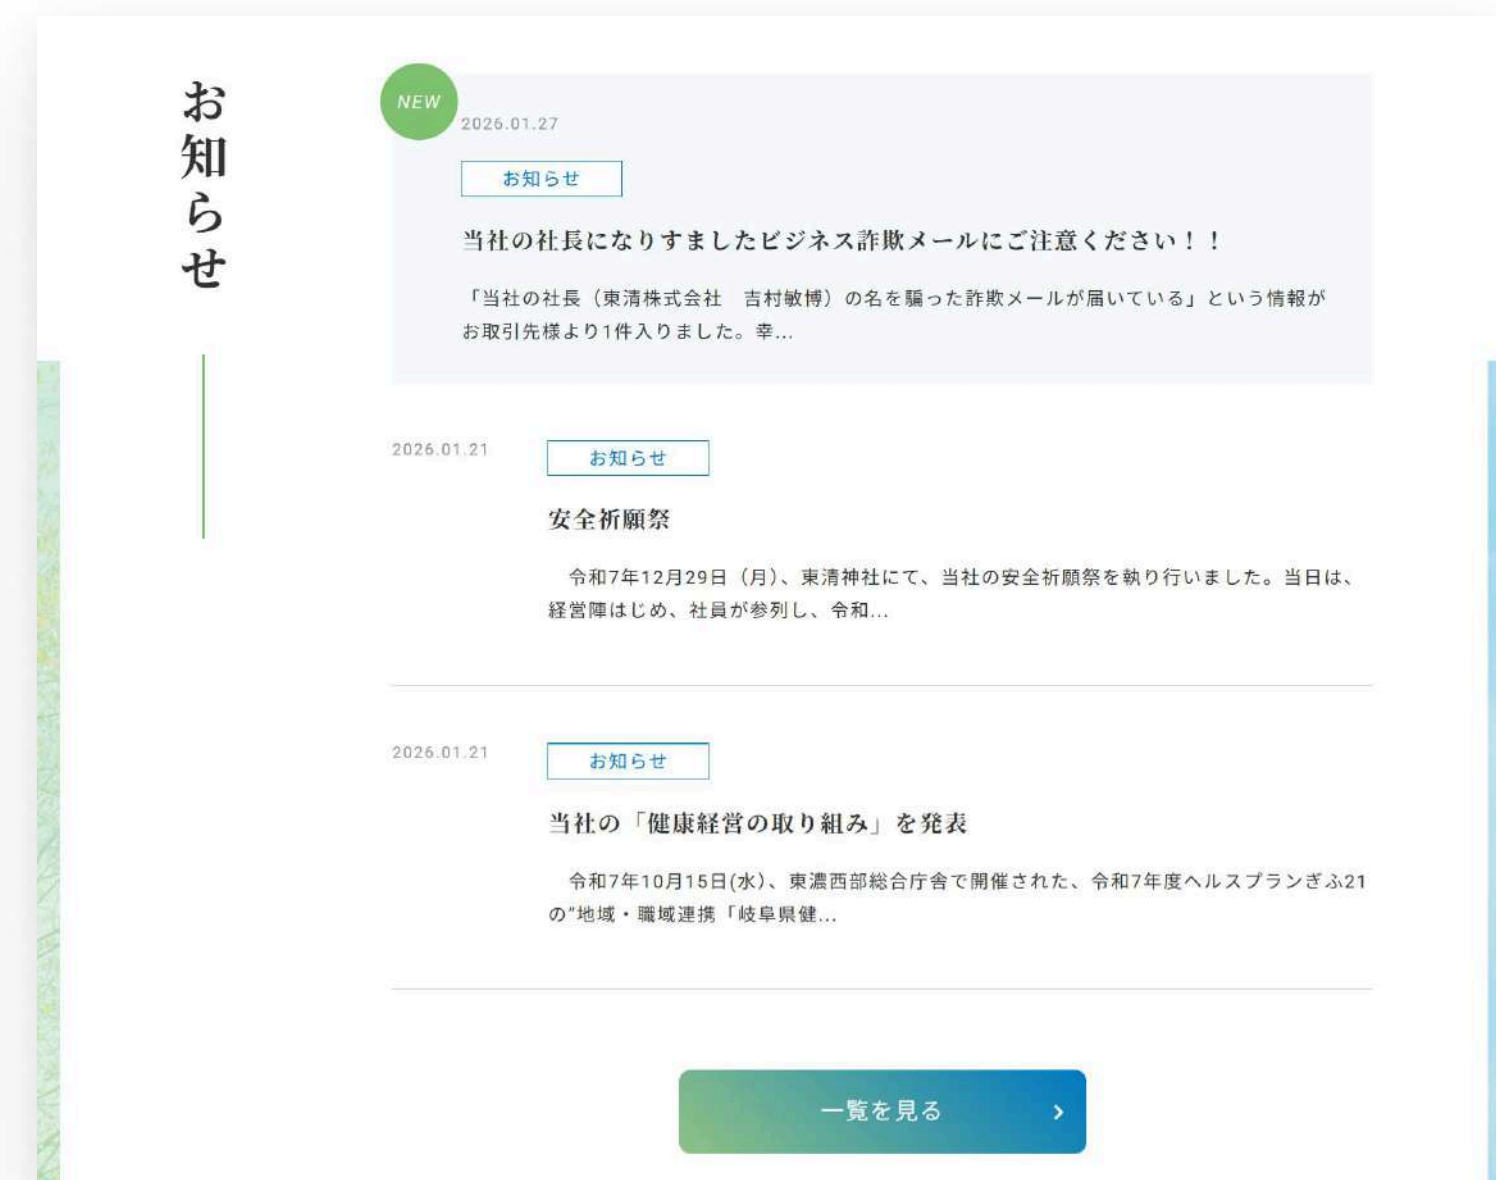 お知らせ
NEW
2026.01.27
お知らせ
当社の社長になりすましたビジネス詐欺メールにご注意ください！！
「当社の社長（東清株式会社　吉村敏博）の名を騙った詐欺メールが届いている」という情報が
お取引先様より1件入りました。幸...
2026.01.21
お知らせ
安全祈願祭
　令和7年12月29日（月）、東清神社にて、当社の安全祈願祭を執り行いました。当日は、
経営陣はじめ、社員が参列し、令和...
2026.01.21
お知らせ
当社の「健康経営の取り組み」を発表
　令和7年10月15日(水）、東濃西部総合庁舎で開催された、令和7年度ヘルスプランぎふ21
の“地域・職域連携「岐阜県健...
一覧を見る